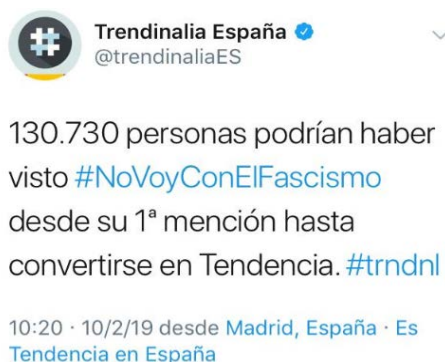 Trendinalia España
@trendinaliaES
130.730 personas podrían haber
visto #NoVoyConElFascismo
desde su 1ª mención hasta
convertirse en Tendencia. #trndnl
10:20 · 10/2/19 desde Madrid, España · Es
Tendencia en España